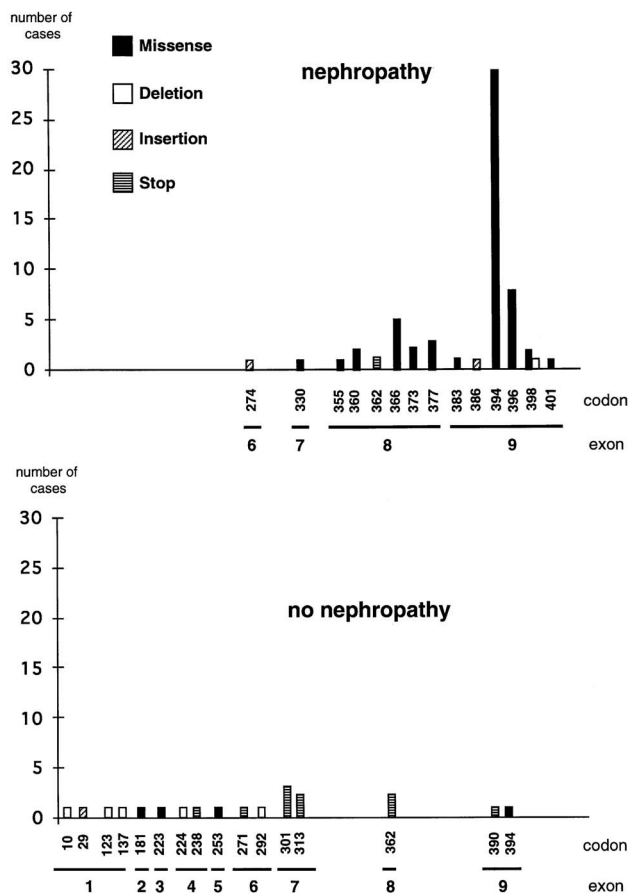 number of
cases
Missense
Deletion
Insertion
Stop
nephropathy
30
25
20
15
10
5
0
274 330 355 360 362 366 373 377 383 386 394 396 398 401 codon
6 7 8 9 exon
number of
cases
no nephropathy
30
25
20
15
10
5
0
10 29 123 137 181 223 224 238 253 271 292 301 313 362 390 394 codon
1 2 3 4 5 6 7 8 9 exon